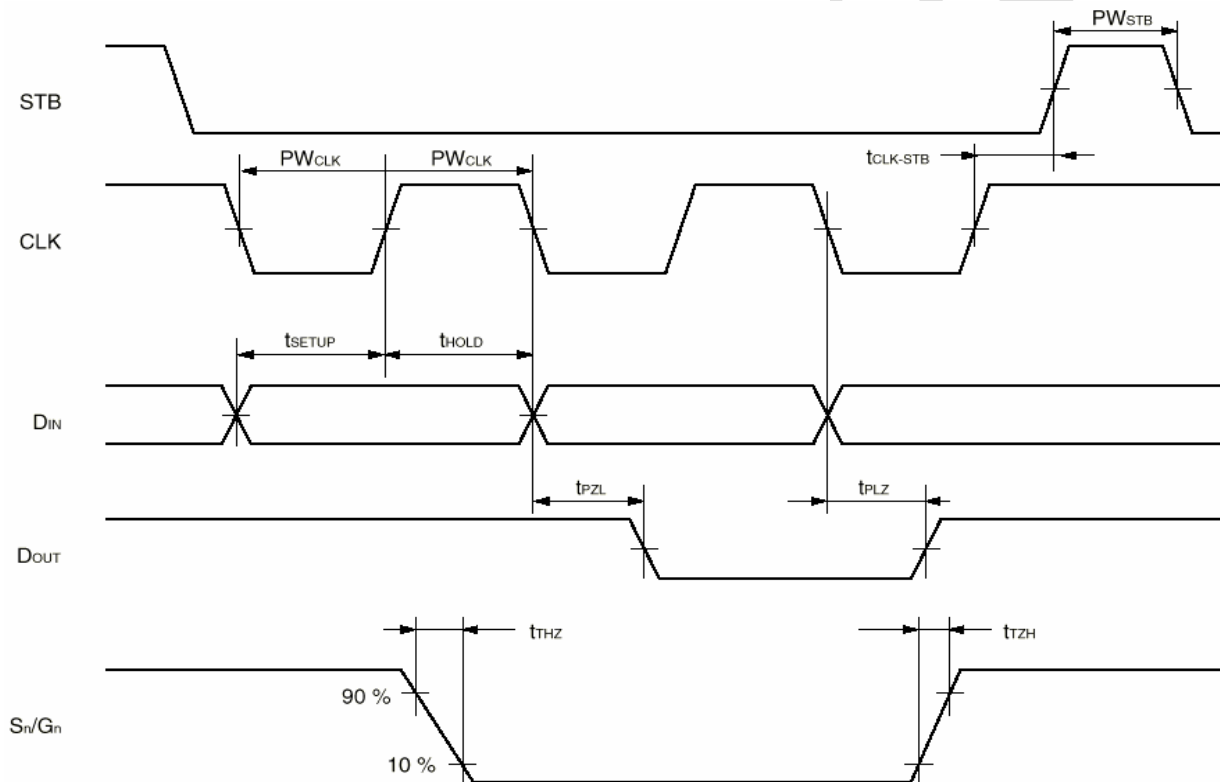 PWSTB
STB
tCLK-STB
PWCLK PWCLK
CLK
tSETUP tHOLD
DIN
tPZL tPLZ
DOUT
tTHZ tTZH
90 %
Sn/Gn
10 %